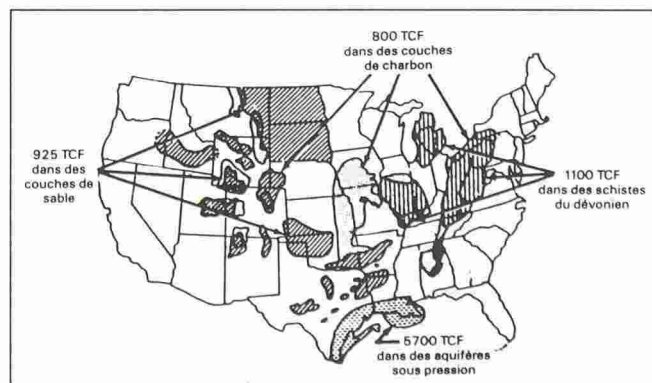 800 TCF
dans des couches
de charbon
925 TCF
dans des
couches de
sable
1100 TCF
dans des schistes
du dévonien
5700 TCF
dans des aquifères
sous pression